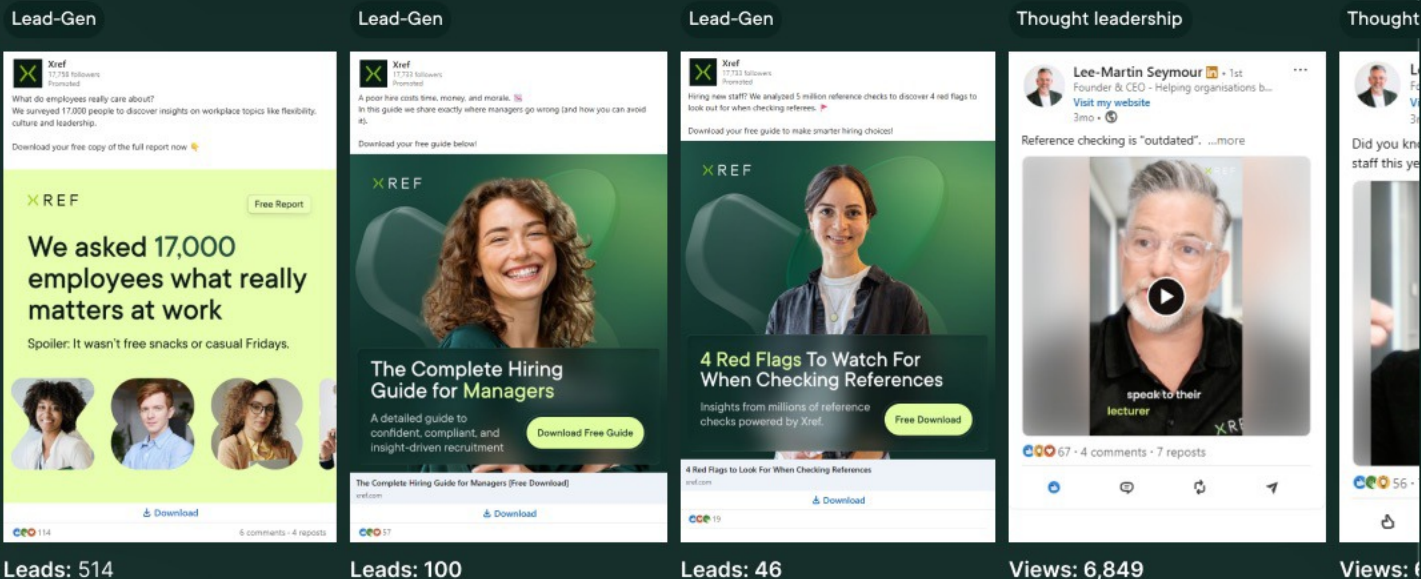 Lead-Gen
Xref
17,758 followers
Promoted
What do employees really care about?
We surveyed 17,000 people to discover insights on workplace topics like flexibility,
culture and leadership.
Download your free copy of the full report now 👇
XREF
Free Report
We asked 17,000
employees what really
matters at work
Spoiler: It wasn't free snacks or casual Fridays.
Download
114
6 comments · 4 reposts
Leads: 514
Lead-Gen
Xref
17,733 followers
Promoted
A poor hire costs time, money, and morale.
In this guide we share exactly where managers go wrong (and how you can avoid
it).
Download your free guide below!
XREF
The Complete Hiring
Guide for Managers
A detailed guide to
confident, compliant, and
insight-driven recruitment
Download Free Guide
The Complete Hiring Guide for Managers [Free Download]
xref.com
Download
57
Leads: 100
Lead-Gen
Xref
17,733 followers
Promoted
Hiring new staff? We analyzed 5 million reference checks to discover 4 red flags to
look out for when checking referees. 🚩
Download your free guide to make smarter hiring choices!
XREF
4 Red Flags To Watch For
When Checking References
Insights from millions of reference
checks powered by Xref.
Free Download
4 Red Flags to Look For When Checking References
xref.com
Download
19
Leads: 46
Thought leadership
Lee-Martin Seymour in • 1st
Founder & CEO - Helping organisations b...
Visit my website
3mo •
Reference checking is "outdated". ...more
speak to their
lecturer
XRE
67 · 4 comments · 7 reposts
Views: 6,849
Thought
Did you kn
staff this ye
56 ·
Views: